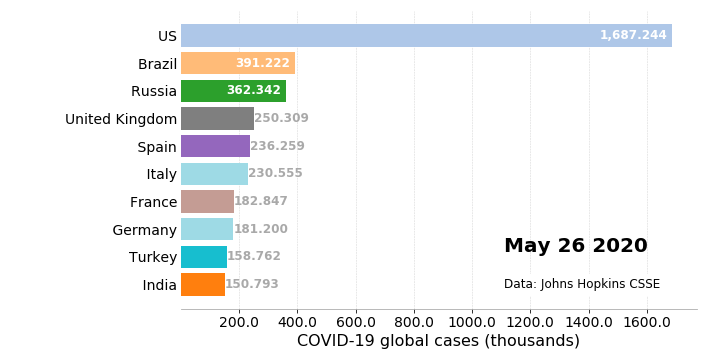 US 1,687.244
Brazil 391.222
Russia 362.342
United Kingdom 250.309
Spain 236.259
Italy 230.555
France 182.847
Germany 181.200
Turkey 158.762
India 150.793
May 26 2020
Data: Johns Hopkins CSSE
200.0 400.0 600.0 800.0 1000.0 1200.0 1400.0 1600.0
COVID-19 global cases (thousands)